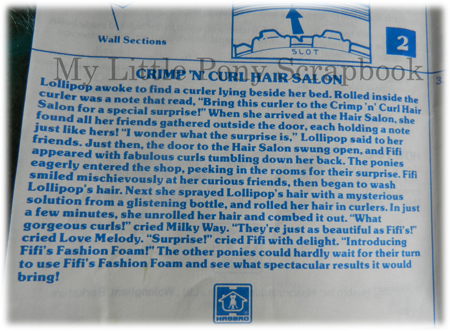 Wall Sections
SLOT
2
My Little Pony Scrapbook
CRIMP 'N' CURL HAIR SALON
Lollipop awoke to find a curler lying beside her bed. Rolled inside the
curler was a note that read, "Bring this curler to the Crimp 'n' Curl Hair
Salon for a special surprise!" When she arrived at the Hair Salon, she
found all her friends gathered outside the door, each holding a note
just like hers! "I wonder what the surprise is," Lollipop said to her
friends. Just then, the door to the Hair Salon swung open, and Fifi
appeared with fabulous curls tumbling down her back. The ponies
eagerly entered the shop, peeking in the rooms for their surprise. Fifi
smiled mischievously at her curious friends, then began to wash
Lollipop's hair. Next she sprayed Lollipop's hair with a mysterious
solution from a glistening bottle, and rolled her hair in curlers. In just
a few minutes, she unrolled her hair and combed it out. "What
gorgeous curls!" cried Milky Way. "They're just as beautiful as Fifi's!"
cried Love Melody. "Surprise!" cried Fifi with delight. "Introducing
Fifi's Fashion Foam!" The other ponies could hardly wait for their turn
to use Fifi's Fashion Foam and see what spectacular results it would
bring!
HASBRO